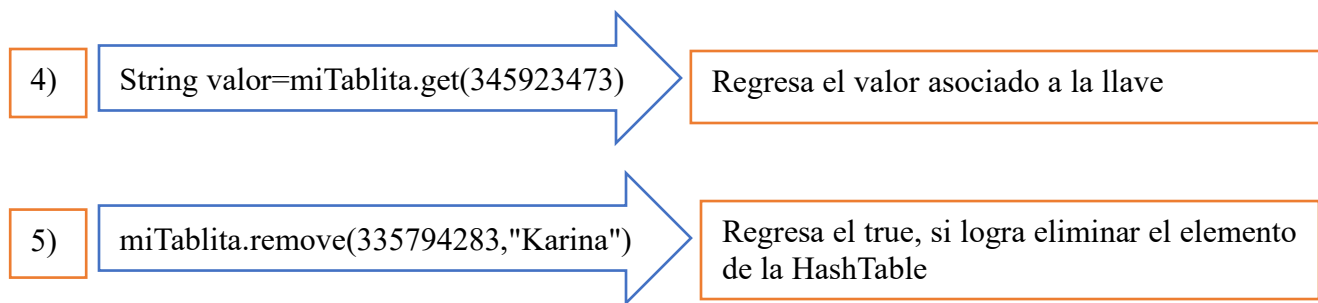 4)
String valor=miTablita.get(345923473)
Regresa el valor asociado a la llave
5)
miTablita.remove(335794283,"Karina")
Regresa el true, si logra eliminar el elemento
de la HashTable